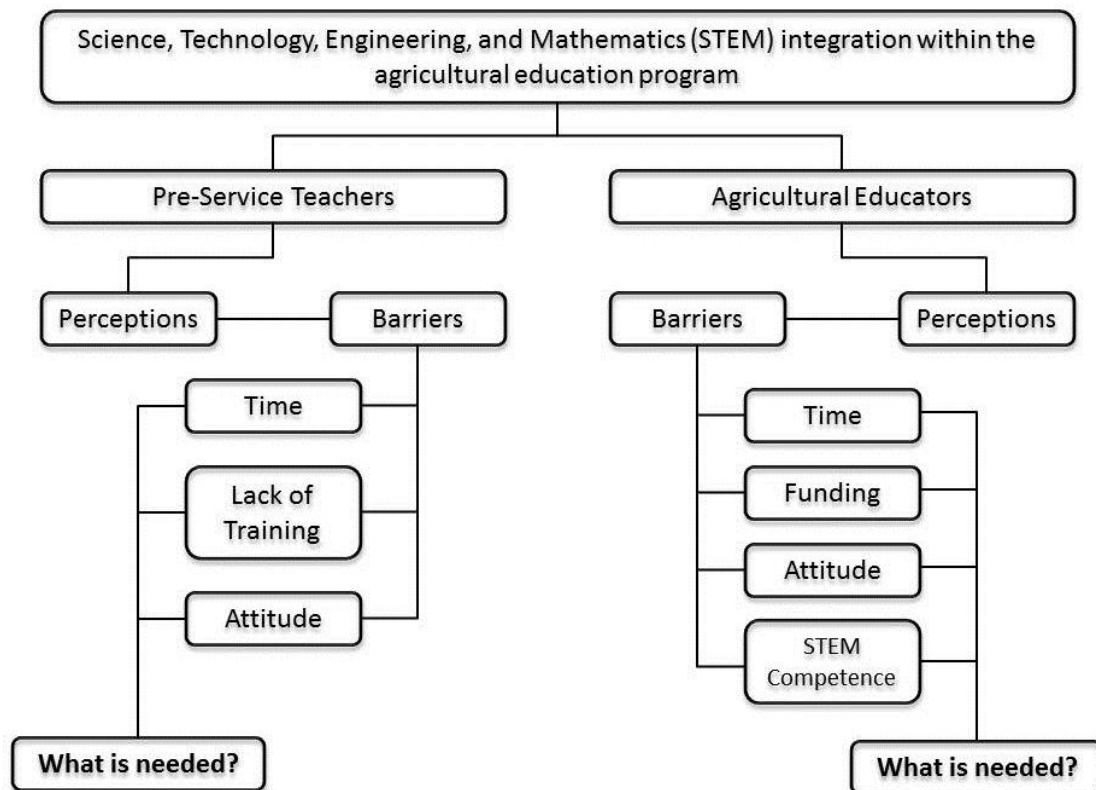 Science, Technology, Engineering, and Mathematics (STEM) integration within the
agricultural education program
Pre-Service Teachers
Agricultural Educators
Perceptions
Barriers
Barriers
Perceptions
Time
Lack of
Training
Attitude
Time
Funding
Attitude
STEM
Competence
What is needed?
What is needed?